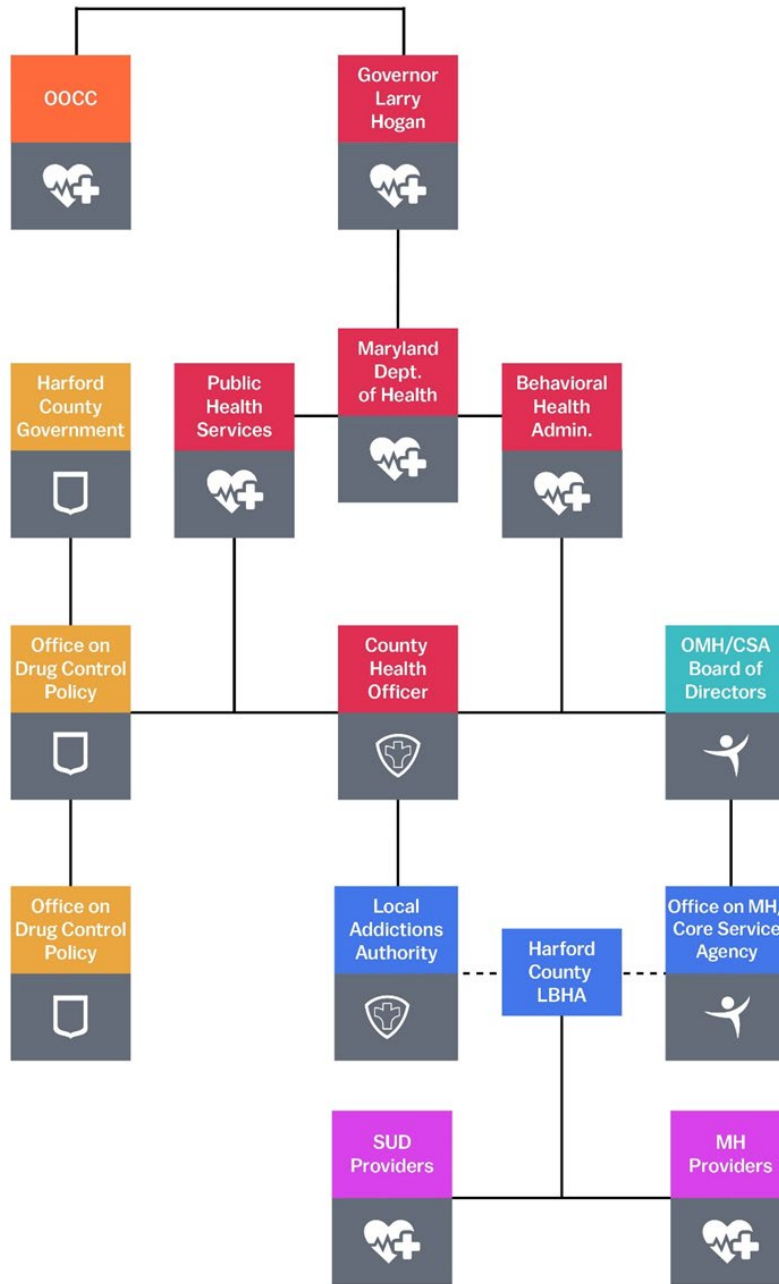 OOCC
Governor
Larry
Hogan
Maryland
Dept.
of Health
Harford
County
Government
Public
Health
Services
Behavioral
Health
Admin.
Office on
Drug Control
Policy
County
Health
Officer
OMH/CSA
Board of
Directors
Office on
Drug Control
Policy
Local
Addictions
Authority
Harford
County
LBHA
Office on MH/
Core Service
Agency
SUD
Providers
MH
Providers